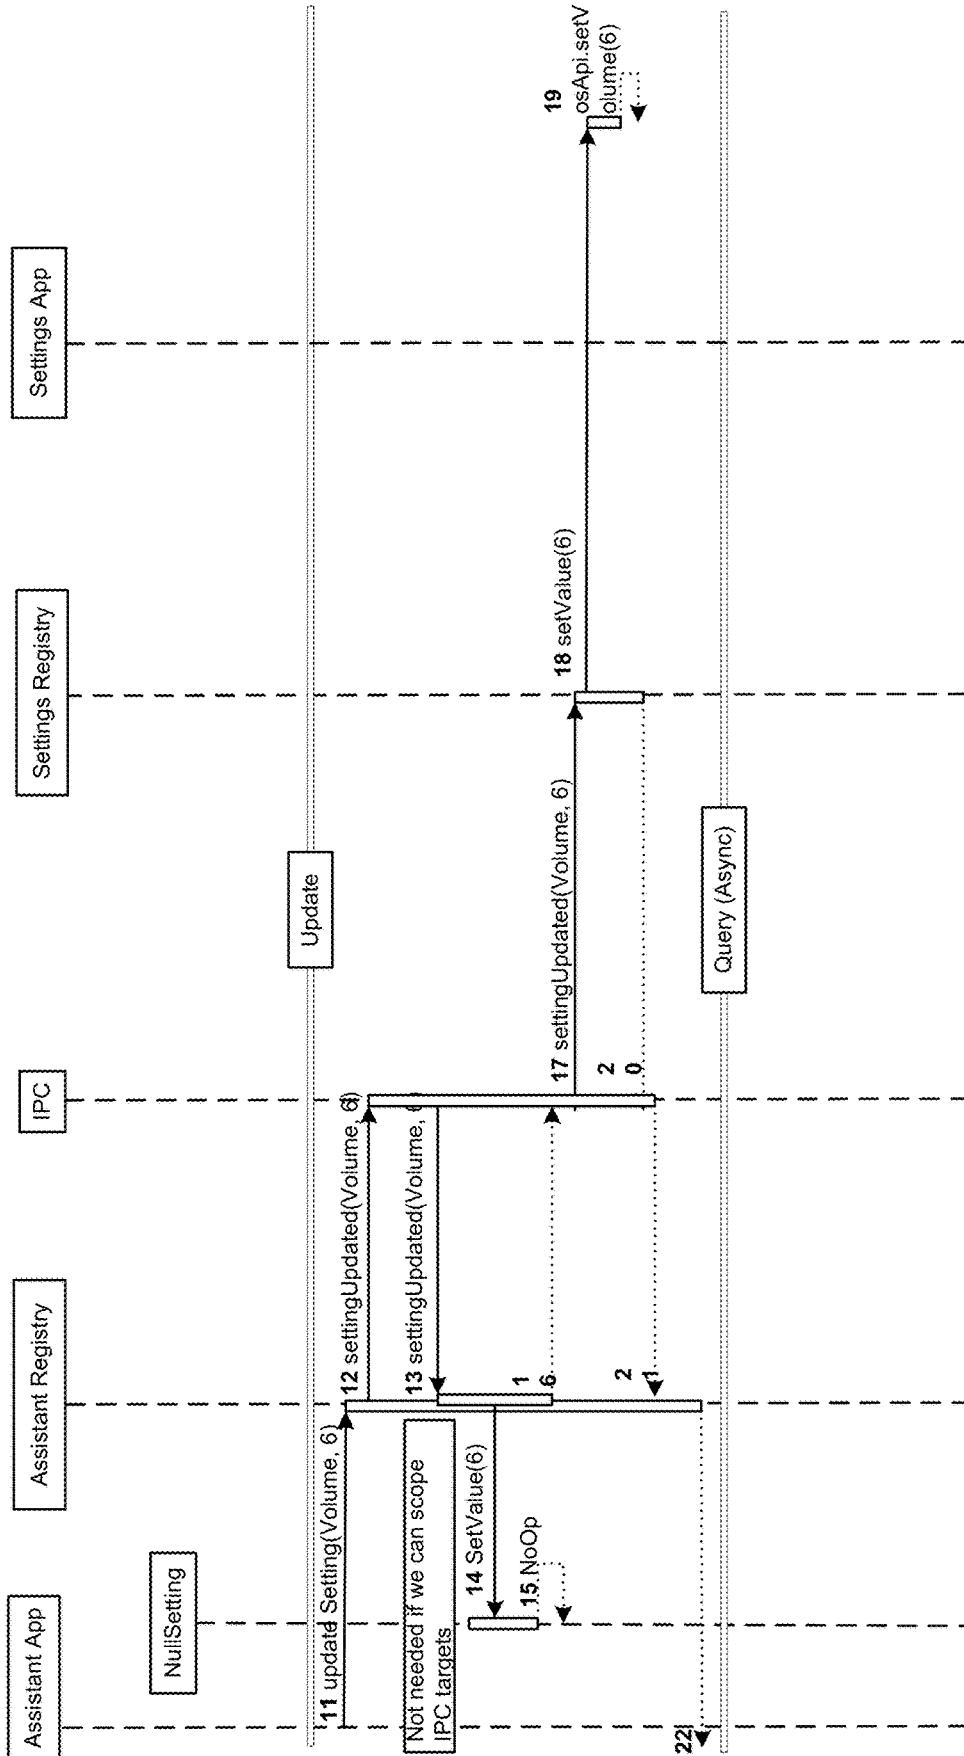 Assistant App
NullSetting
Assistant Registry
IPC
Settings Registry
Settings App
Update
11 update Setting(Volume, 6)
12 settingUpdated(Volume, 6)
Not needed if we can scope
IPC targets
13 settingUpdated(Volume, 6)
14 SetValue(6)
15 NoOp
1
6
17 settingUpdated(Volume, 6)
18 setValue(6)
19
osApi.setV
olume(6)
2
0
2
1
22
Query (Async)